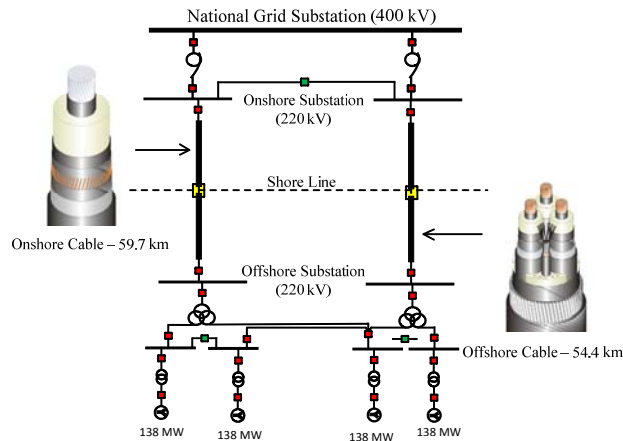 National Grid Substation (400 kV)
Onshore Substation
(220 kV)
Shore Line
Onshore Cable – 59.7 km
Offshore Substation
(220 kV)
Offshore Cable – 54.4 km
138 MW
138 MW
138 MW
138 MW